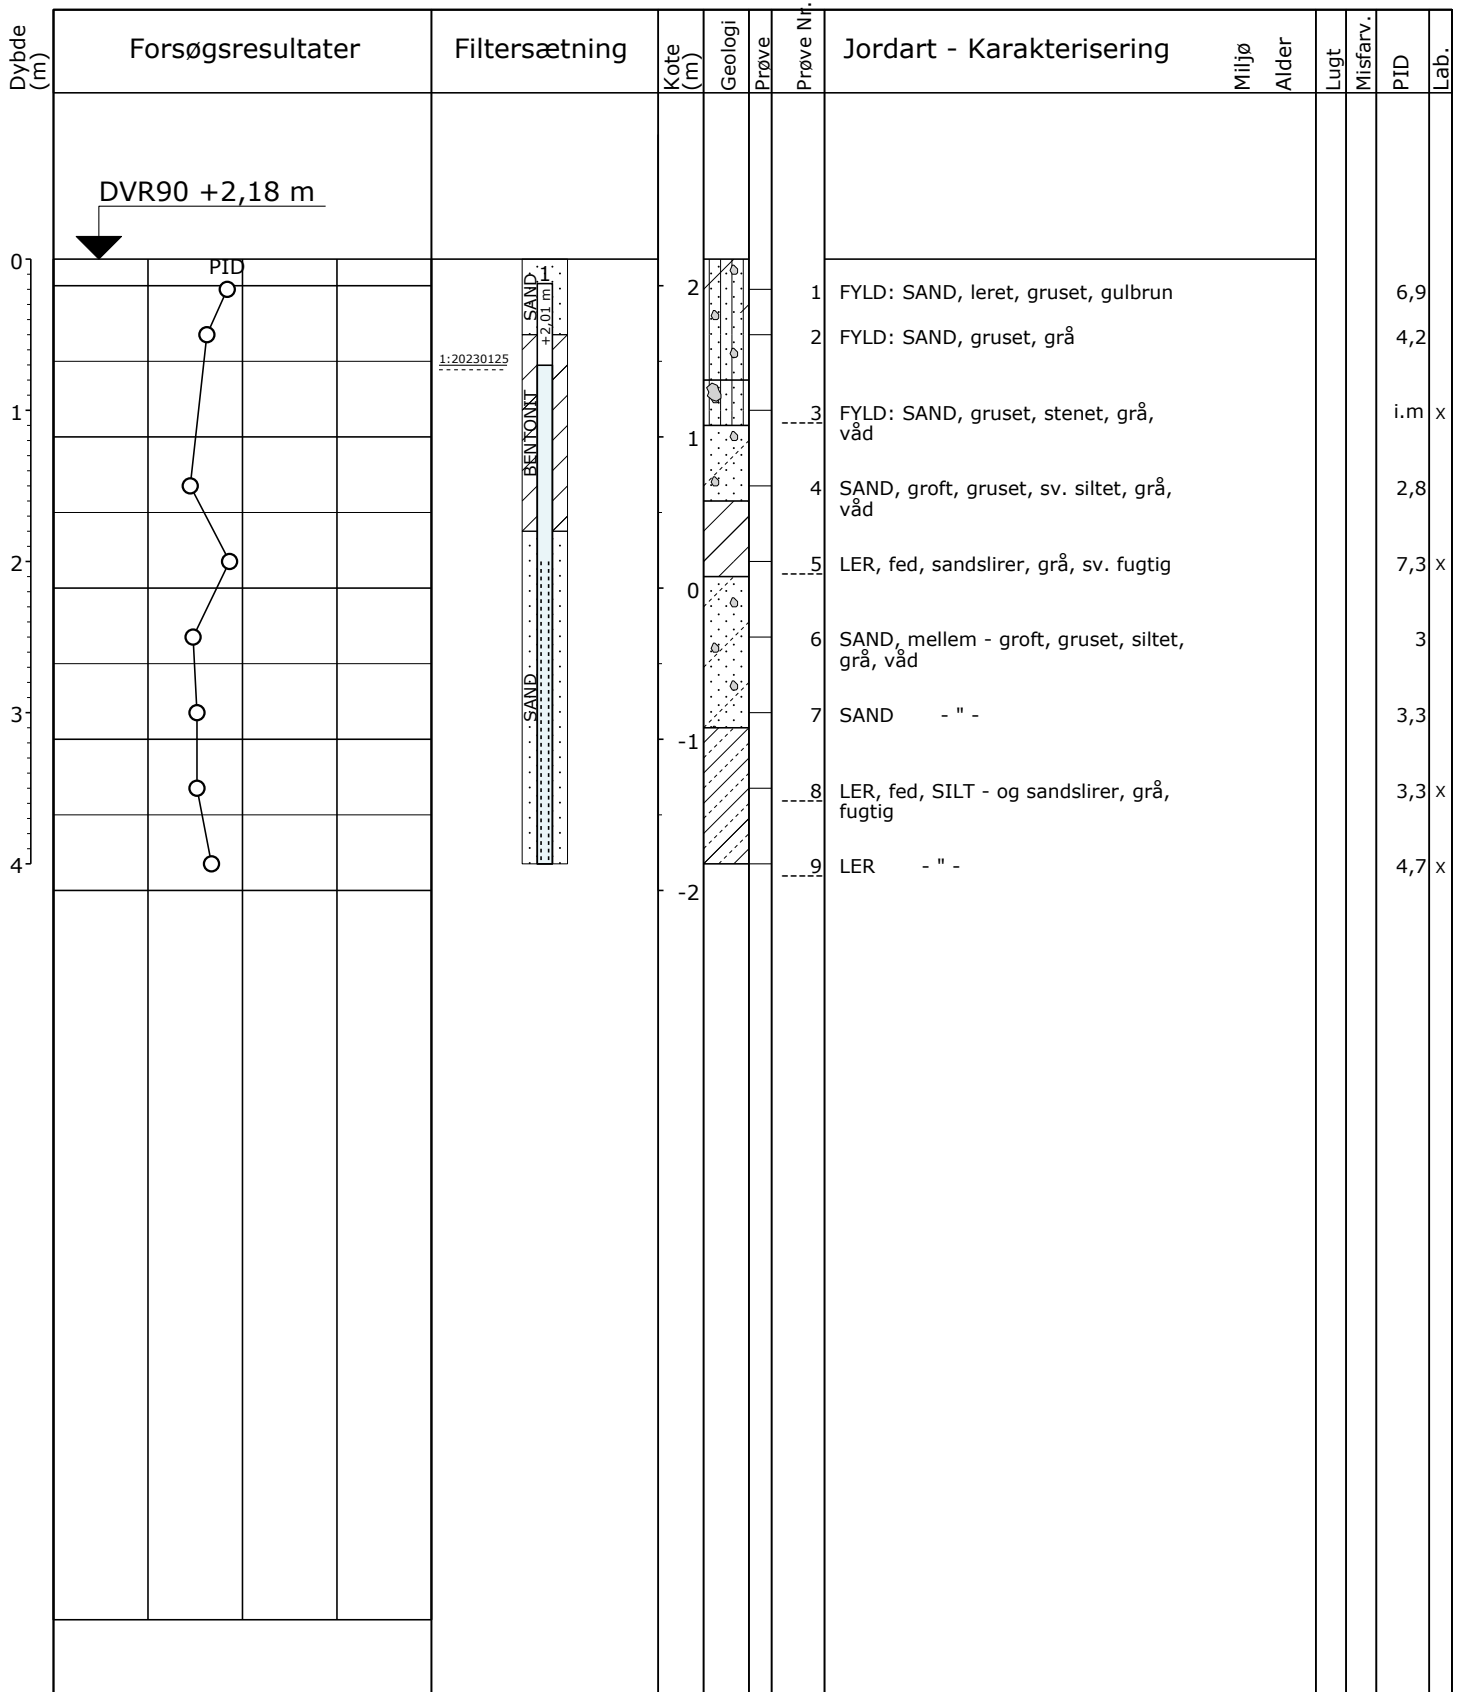 Dybde
(m)
Forsøgsresultater
Filtersætning
Kote
(m)
Geologi
Prøve
Prøve Nr.
Jordart - Karakterisering
Miljø
Alder
Lugt
Misfarv.
PID
Lab.
DVR90 +2,18 m
0
1
2
3
4
PID
1:20230125
1
+2,01 m
SAND
BENTONIT
SAND
2
1
0
-1
-2
1 FYLD: SAND, leret, gruset, gulbrun 6,9
2 FYLD: SAND, gruset, grå 4,2
3 FYLD: SAND, gruset, stenet, grå, i.m x
våd
4 SAND, groft, gruset, sv. siltet, grå, 2,8
våd
5 LER, fed, sandslirer, grå, sv. fugtig 7,3 x
6 SAND, mellem - groft, gruset, siltet, 3
grå, våd
7 SAND - " - 3,3
8 LER, fed, SILT - og sandslirer, grå, 3,3 x
fugtig
9 LER - " - 4,7 x